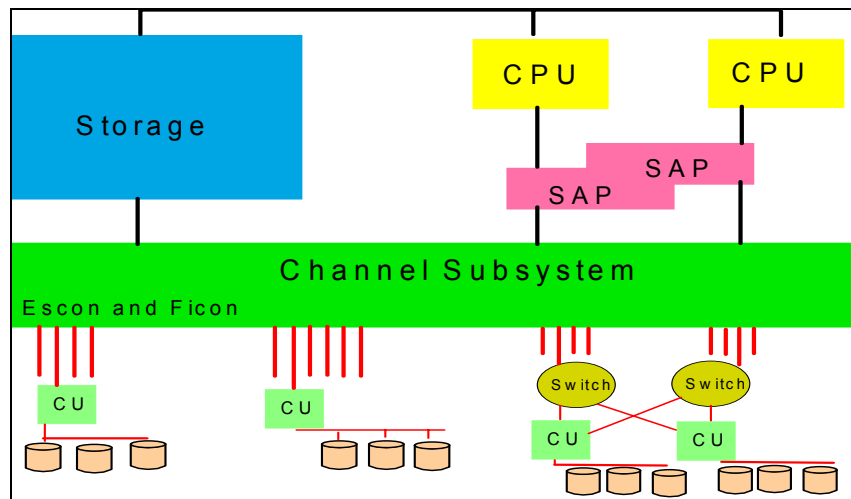 CPU
CPU
Storage
SAP
SAP
Channel Subsystem
Escon and Ficon
Switch
Switch
CU
CU
CU
CU